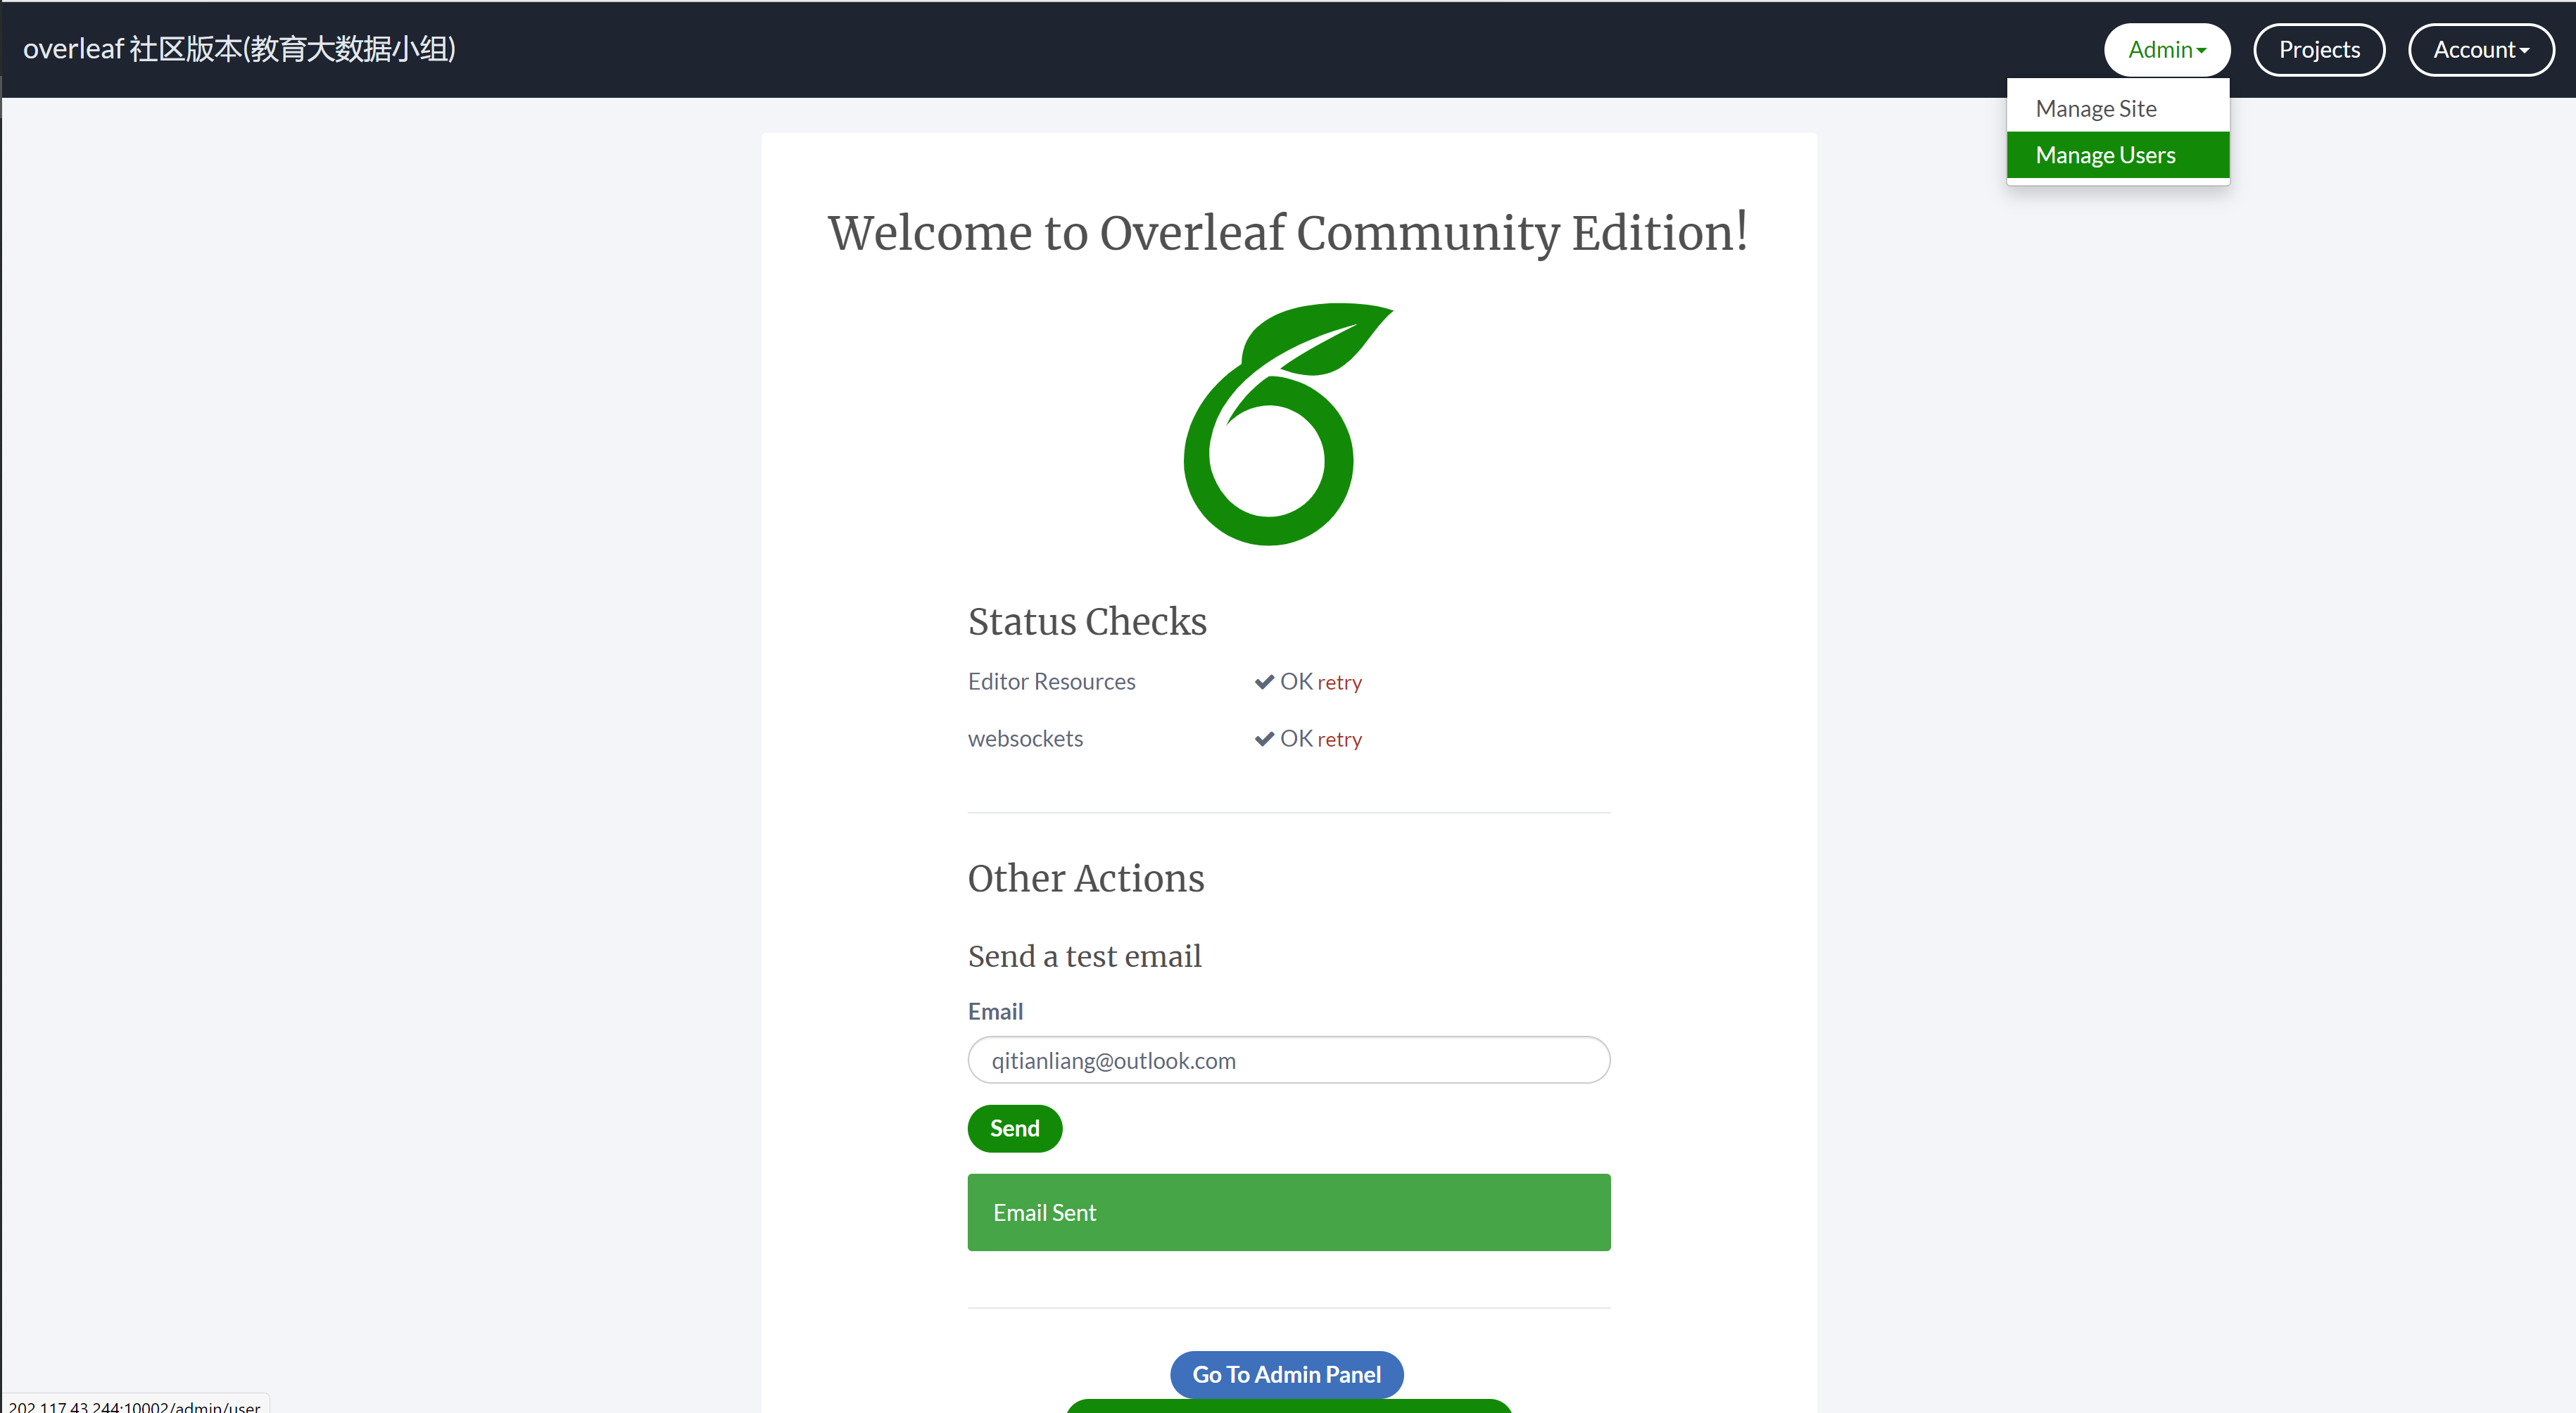 overleaf 社区版本(教育大数据小组)
Admin
Projects
Account
Manage Site
Manage Users
Welcome to Overleaf Community Edition!
Status Checks
Editor Resources OK retry
websockets OK retry
Other Actions
Send a test email
Email
qitianliang@outlook.com
Send
Email Sent
Go To Admin Panel
202.117.43.244:10002/admin/user